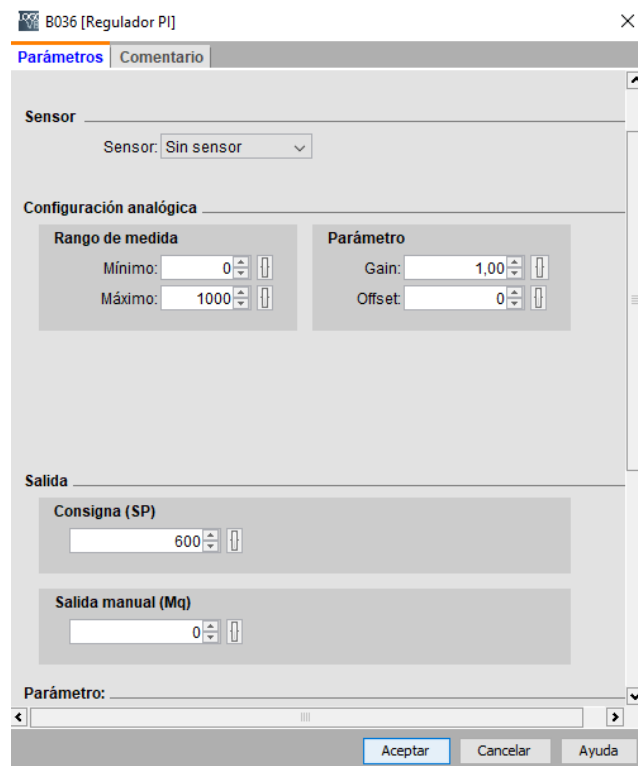 B036 [Regulador PI]
Parámetros Comentario
Sensor
Sensor: Sin sensor
Configuración analógica
Rango de medida Parámetro
Mínimo: 0 Gain: 1,00
Máximo: 1000 Offset: 0
Salida
Consigna (SP)
600
Salida manual (Mq)
0
Parámetro:
Aceptar Cancelar Ayuda